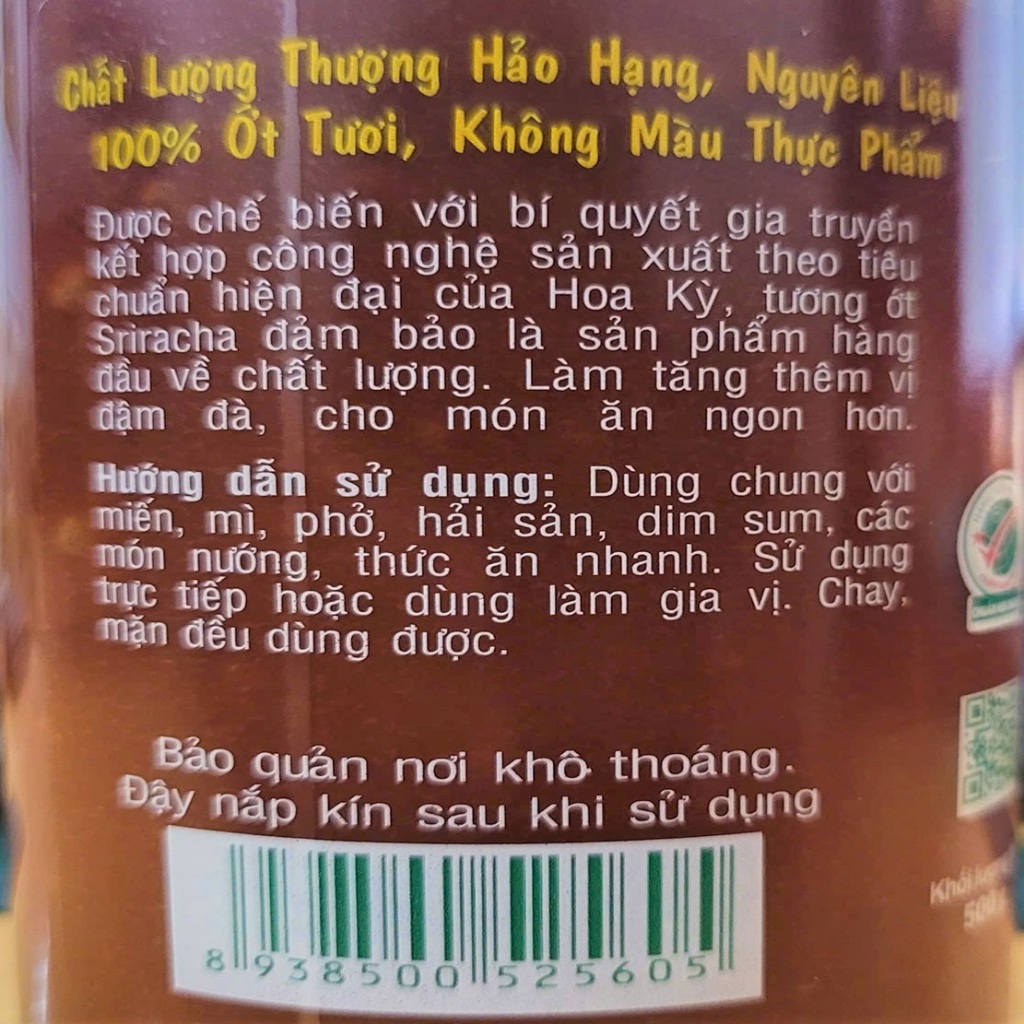 Chất Lượng Thượng Hảo Hạng, Nguyên Liệu
100% Ớt Tươi, Không Màu Thực Phẩm
Được chế biến với bí quyết gia truyền
kết hợp công nghệ sản xuất theo tiêu
chuẩn hiện đại của Hoa Kỳ, tương ớt
Sriracha đảm bảo là sản phẩm hàng
đầu về chất lượng. Làm tăng thêm vị
đậm đà, cho món ăn ngon hơn.
Hướng dẫn sử dụng: Dùng chung với
miến, mì, phở, hải sản, dim sum, các
món nướng, thức ăn nhanh. Sử dụng
trực tiếp hoặc dùng làm gia vị. Chay,
mặn đều dùng được.
Bảo quản nơi khô thoáng.
Đậy nắp kín sau khi sử dụng
8 938500 525605
Khối
500